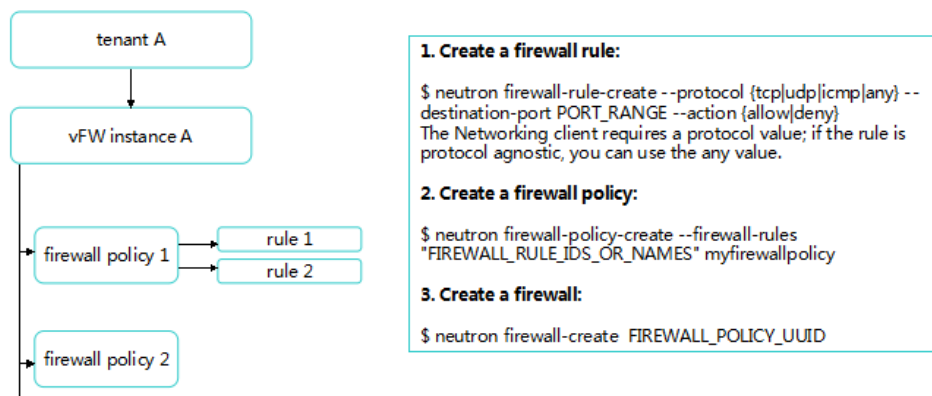 tenant A
vFW instance A
firewall policy 1
rule 1
rule 2
firewall policy 2
1. Create a firewall rule:
$ neutron firewall-rule-create --protocol {tcp|udp|icmp|any} --
destination-port PORT_RANGE --action {allow|deny}
The Networking client requires a protocol value; if the rule is
protocol agnostic, you can use the any value.
2. Create a firewall policy:
$ neutron firewall-policy-create --firewall-rules
"FIREWALL_RULE_IDS_OR_NAMES" myfirewallpolicy
3. Create a firewall:
$ neutron firewall-create  FIREWALL_POLICY_UUID